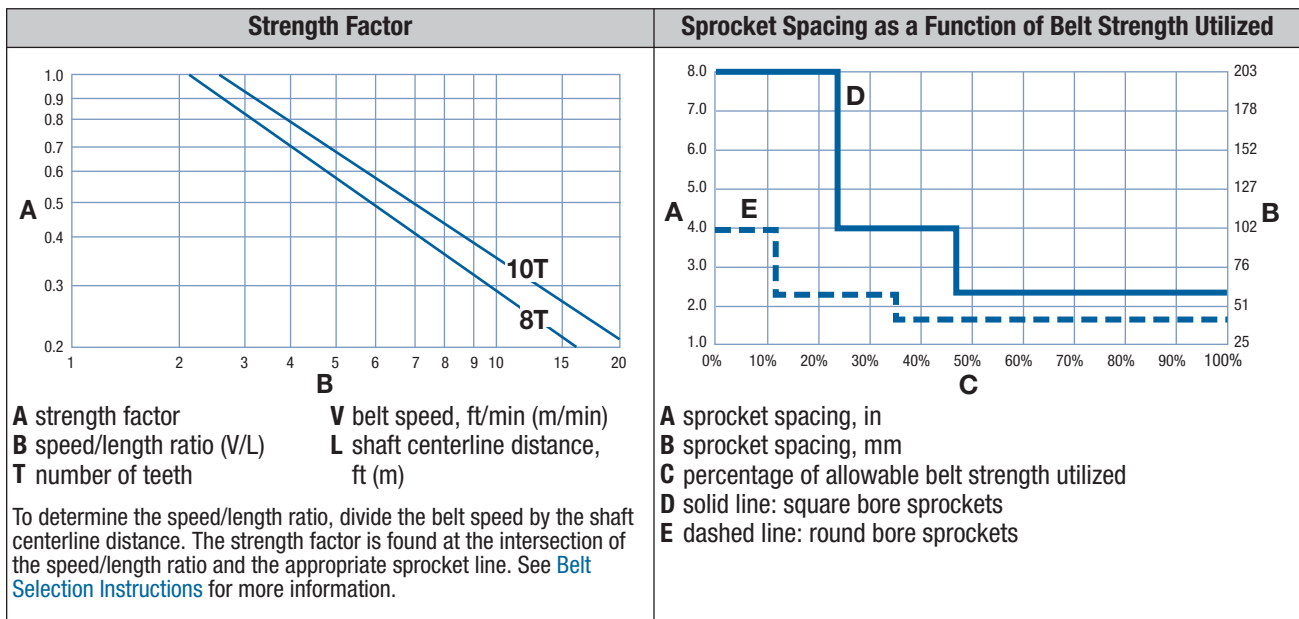 Strength Factor
Sprocket Spacing as a Function of Belt Strength Utilized
1.0
0.9
0.8
0.7
0.6
A
0.5
0.4
0.3
0.2
10T
8T
1 2 3 4 5 6 7 8 9 10 15 20
B
A strength factor
B speed/length ratio (V/L)
T number of teeth
V belt speed, ft/min (m/min)
L shaft centerline distance,
ft (m)
To determine the speed/length ratio, divide the belt speed by the shaft
centerline distance. The strength factor is found at the intersection of
the speed/length ratio and the appropriate sprocket line. See Belt
Selection Instructions for more information.
8.0
7.0
6.0
5.0
A
4.0
3.0
2.0
1.0
D
E
203
178
152
127
B
102
76
51
25
0% 10% 20% 30% 40% 50% 60% 70% 80% 90% 100%
C
A sprocket spacing, in
B sprocket spacing, mm
C percentage of allowable belt strength utilized
D solid line: square bore sprockets
E dashed line: round bore sprockets